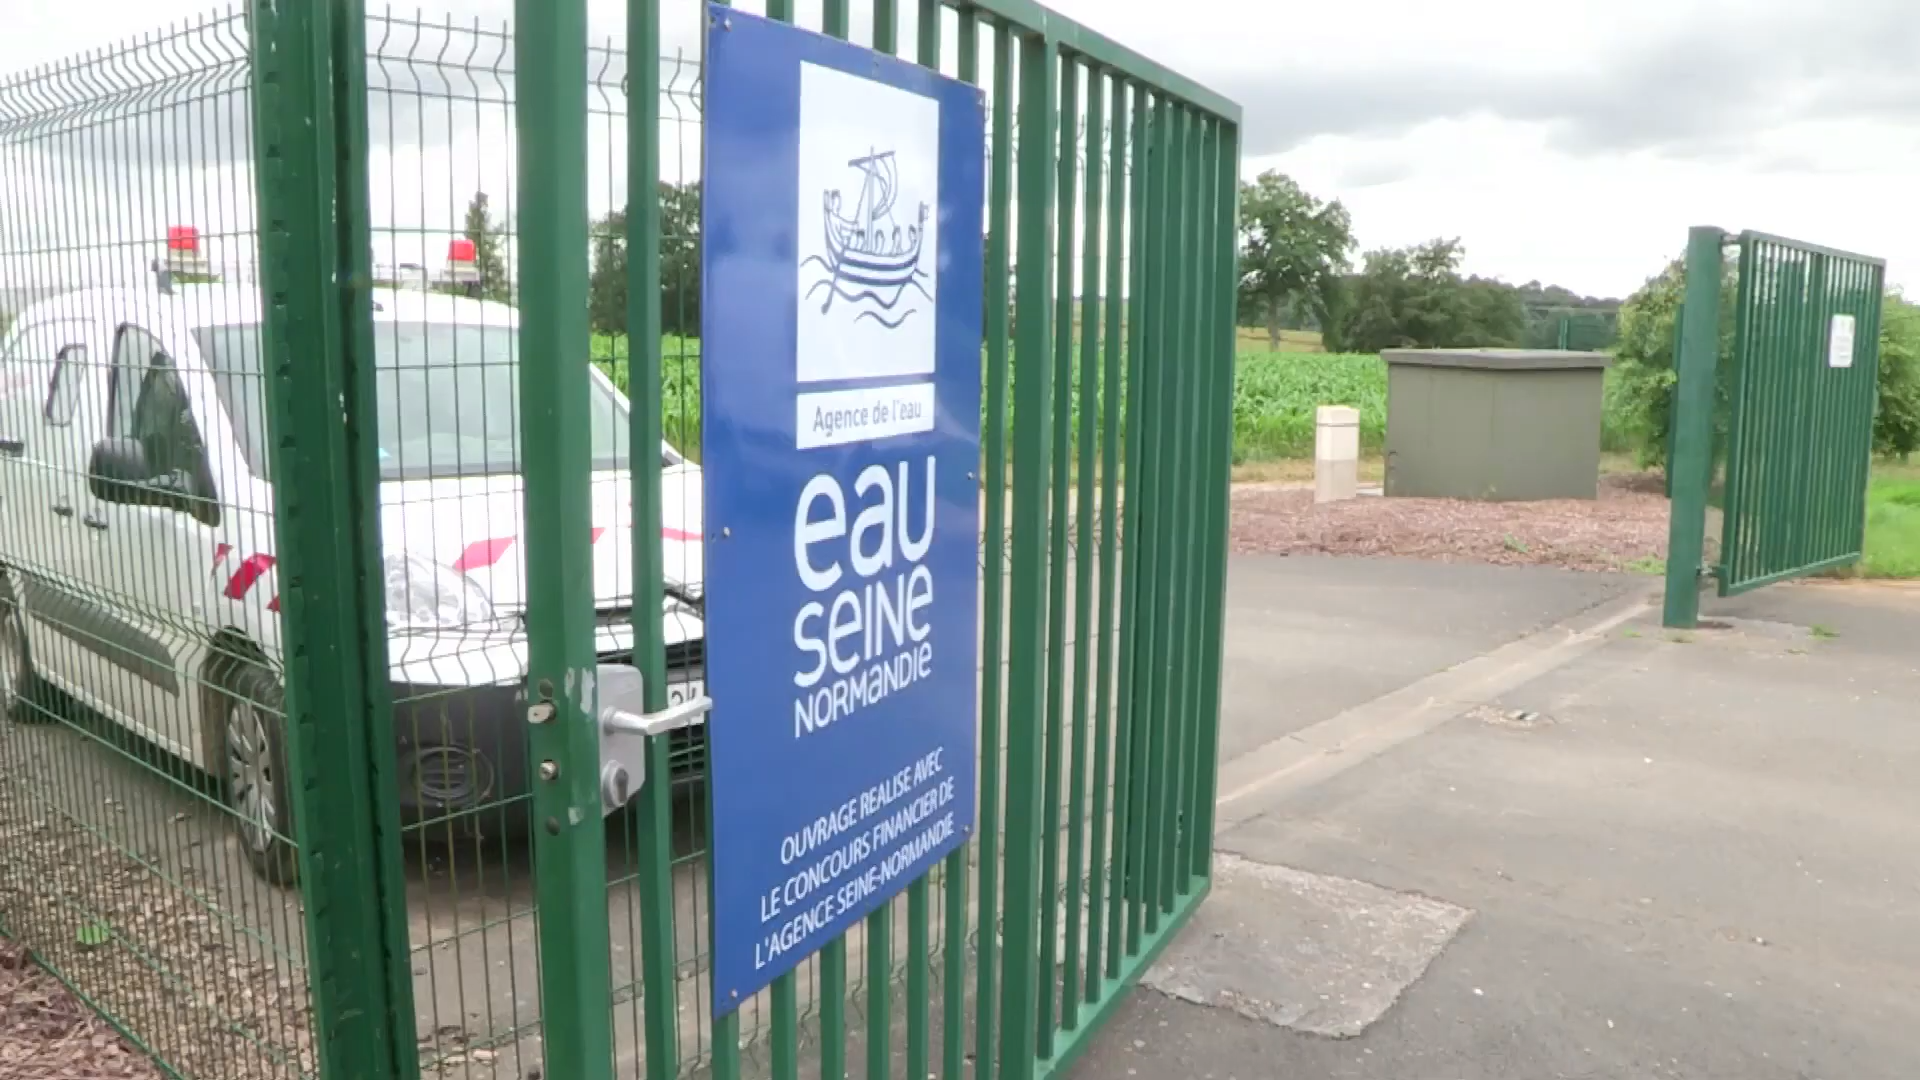 Agence de l'eau
eau
seine
normandie
OUVRAGE REALISE AVEC
LE CONCOURS FINANCIER DE
L'AGENCE SEINE-NORMANDIE